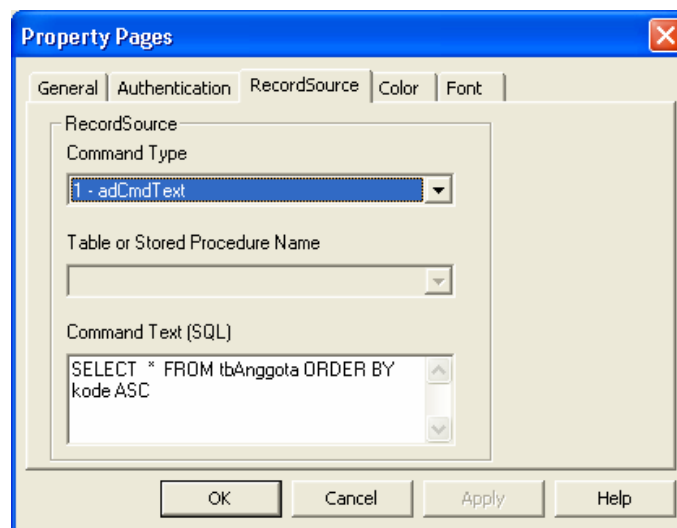 Property Pages
General
Authentication
RecordSource
Color
Font
RecordSource
Command Type
1 - adCmdText
Table or Stored Procedure Name
Command Text (SQL)
SELECT * FROM tbAnggota ORDER BY
kode ASC
OK
Cancel
Apply
Help